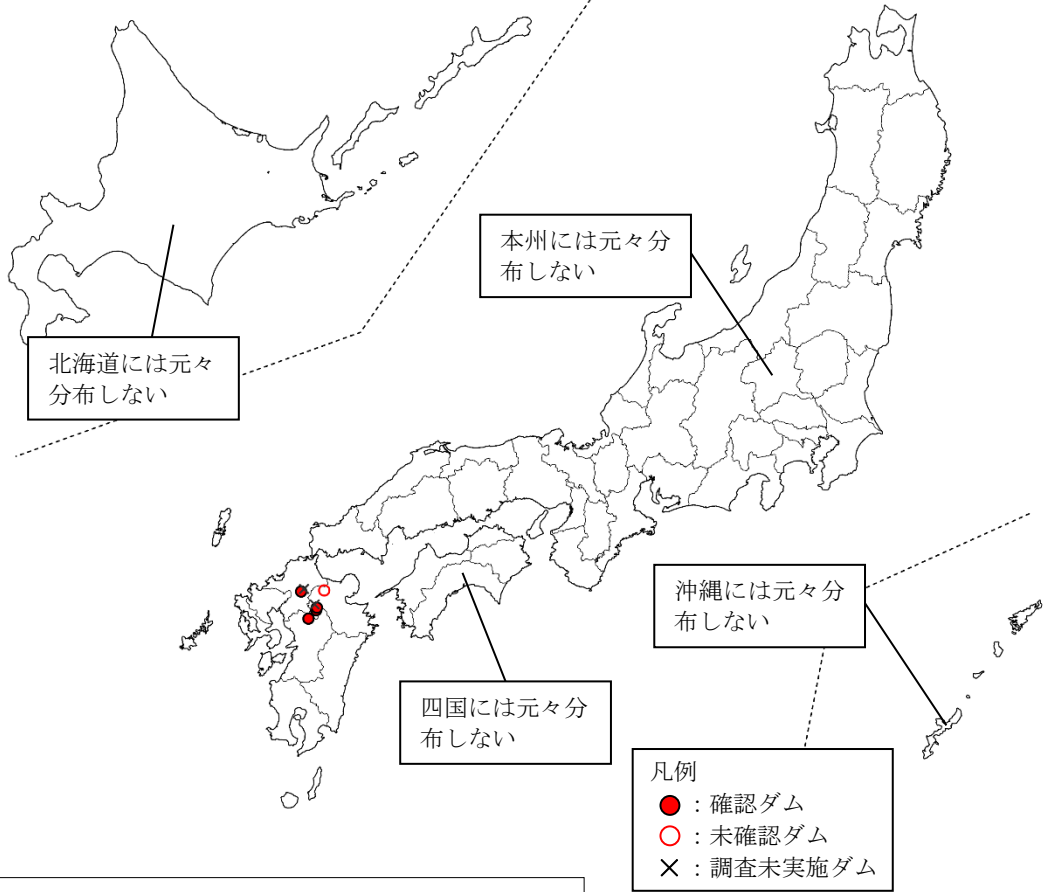 本州には元々分
布しない
北海道には元々
分布しない
沖縄には元々分
布しない
四国には元々分
布しない
凡例
：確認ダム
：未確認ダム
：調査未実施ダム